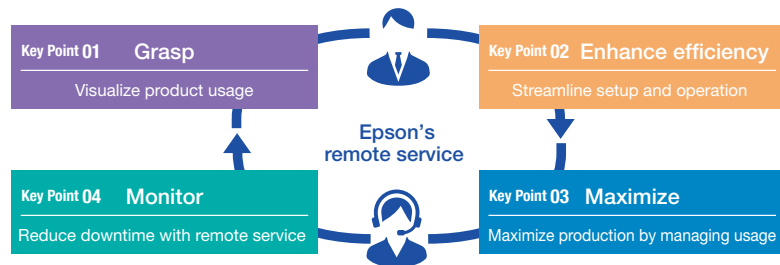 Key Point 01 Grasp
Visualize product usage
Key Point 02 Enhance efficiency
Streamline setup and operation
Epson's
remote service
Key Point 04 Monitor
Reduce downtime with remote service
Key Point 03 Maximize
Maximize production by managing usage